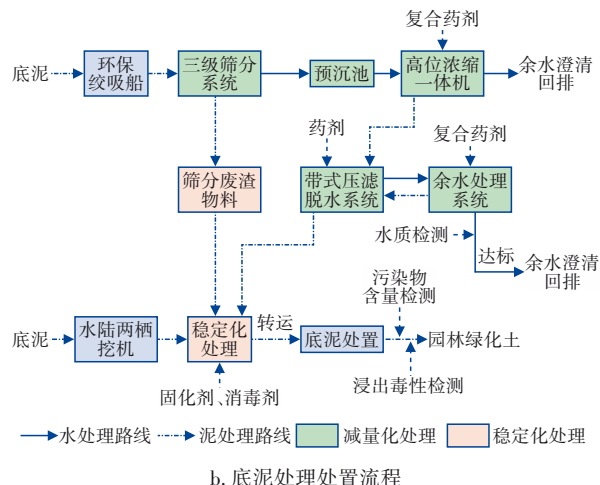 复合药剂
底泥
环保
绞吸船
三级筛分
系统
预沉池
高位浓缩
一体机
余水澄清
回排
药剂
复合药剂
筛分废渣
物料
带式压滤
脱水系统
余水处理
系统
水质检测
达标
余水澄清
回排
污染物
含量检测
底泥
水陆两栖
挖机
稳定化
处理
转运
底泥处置
园林绿化土
固化剂、消毒剂
浸出毒性检测
水处理路线
泥处理路线
减量化处理
稳定化处理
b. 底泥处理处置流程